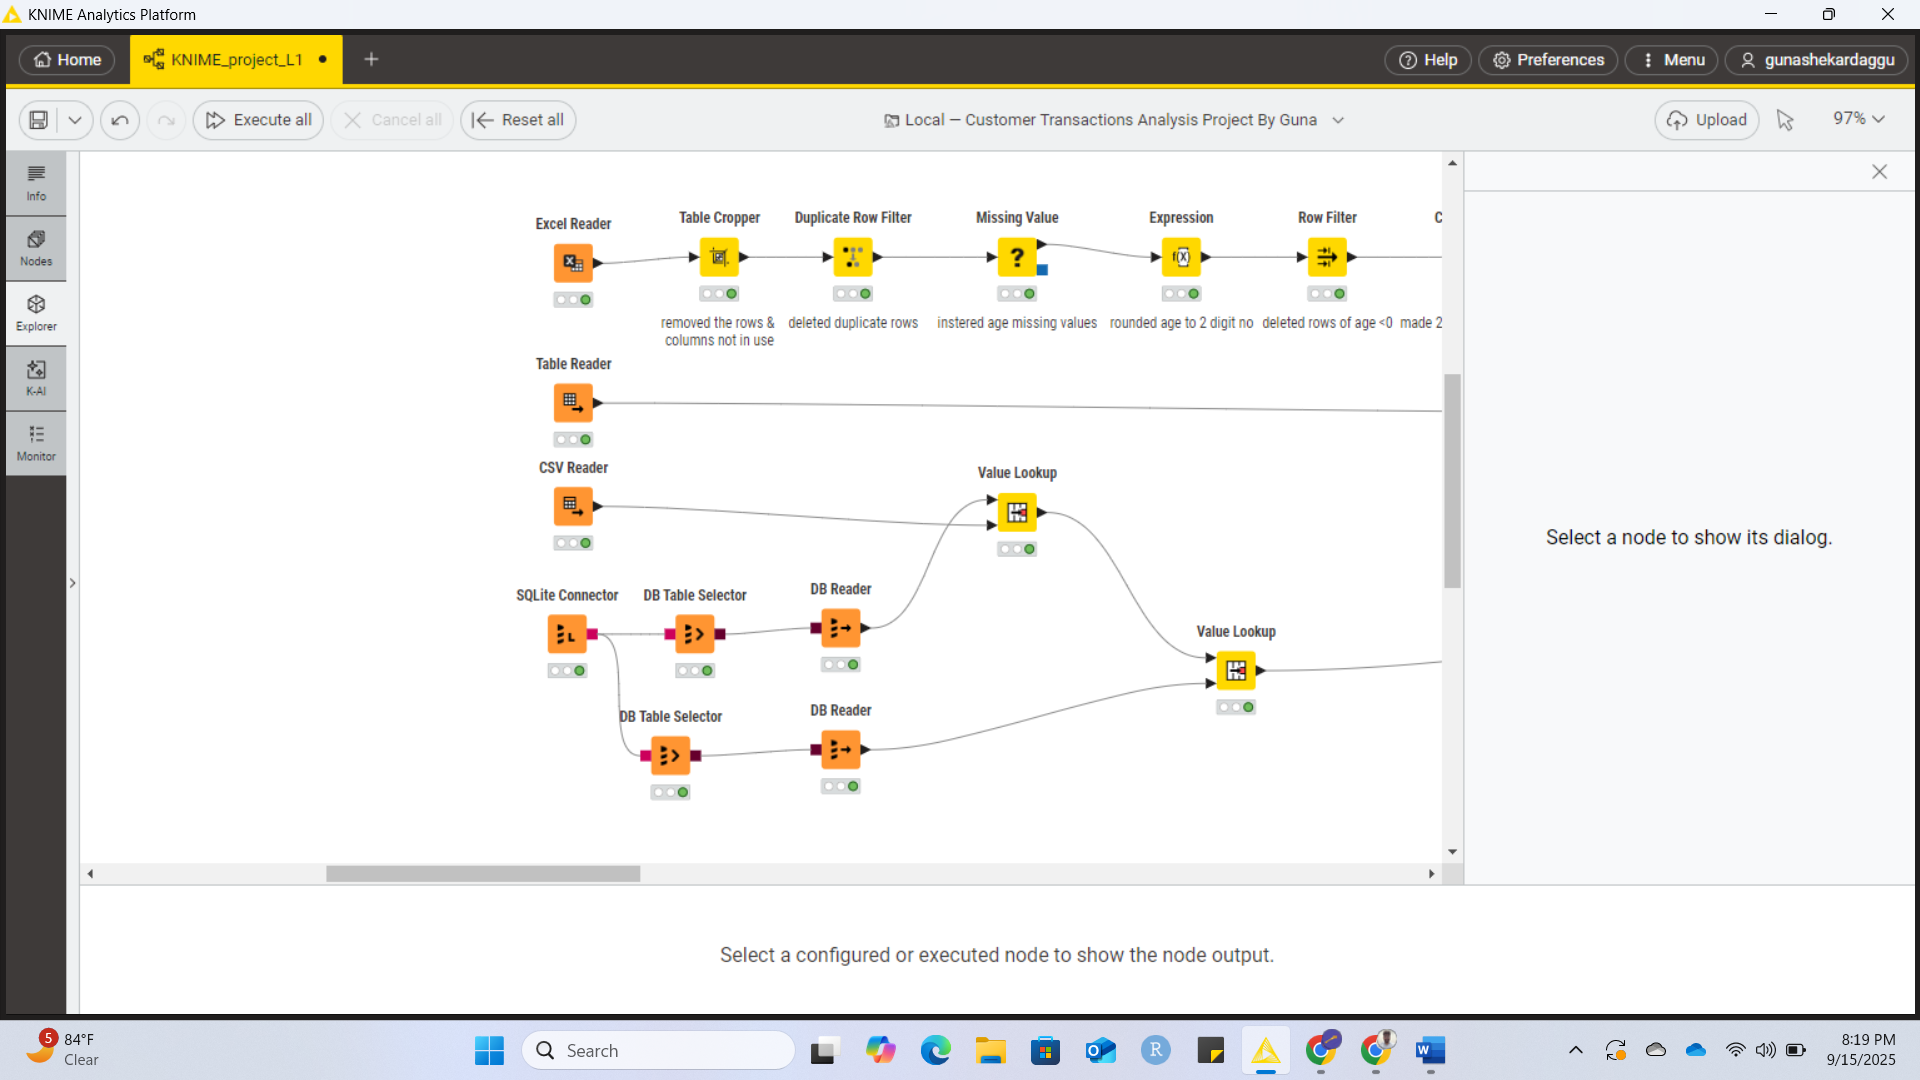 KNIME Analytics Platform
Home
KNIME_project_L1
Help
Preferences
Menu
gunashekardaggu
Execute all
Cancel all
Reset all
Local — Customer Transactions Analysis Project By Guna
Upload
97%
Info
Nodes
Explorer
K-AI
Monitor
Excel Reader
Table Cropper
Duplicate Row Filter
Missing Value
Expression
Row Filter
C
removed the rows &
columns not in use
deleted duplicate rows
instered age missing values
rounded age to 2 digit no
deleted rows of age <0
made 2
Table Reader
CSV Reader
Value Lookup
SQLite Connector
DB Table Selector
DB Reader
Value Lookup
DB Table Selector
DB Reader
Select a node to show its dialog.
Select a configured or executed node to show the node output.
5
84°F
Clear
Search
8:19 PM
9/15/2025